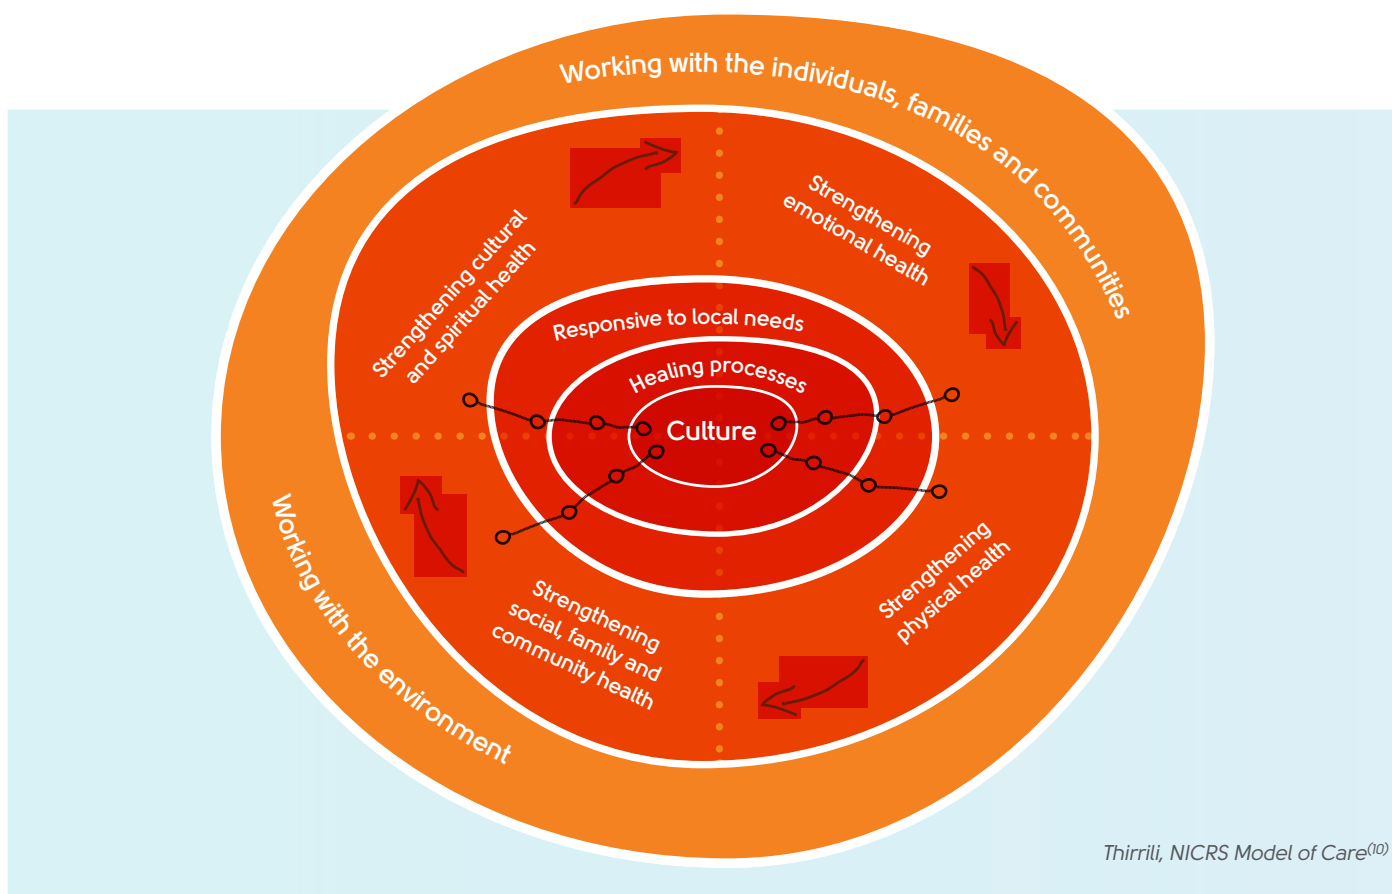 Working with the individuals, families and communities
Strengthening cultural
and spiritual health
Strengthening
emotional health
Responsive to local needs
Healing processes
Culture
Strengthening
social, family and
community health
Strengthening
physical health
Working with the environment
Thirrili, NICRS Model of Care(10)